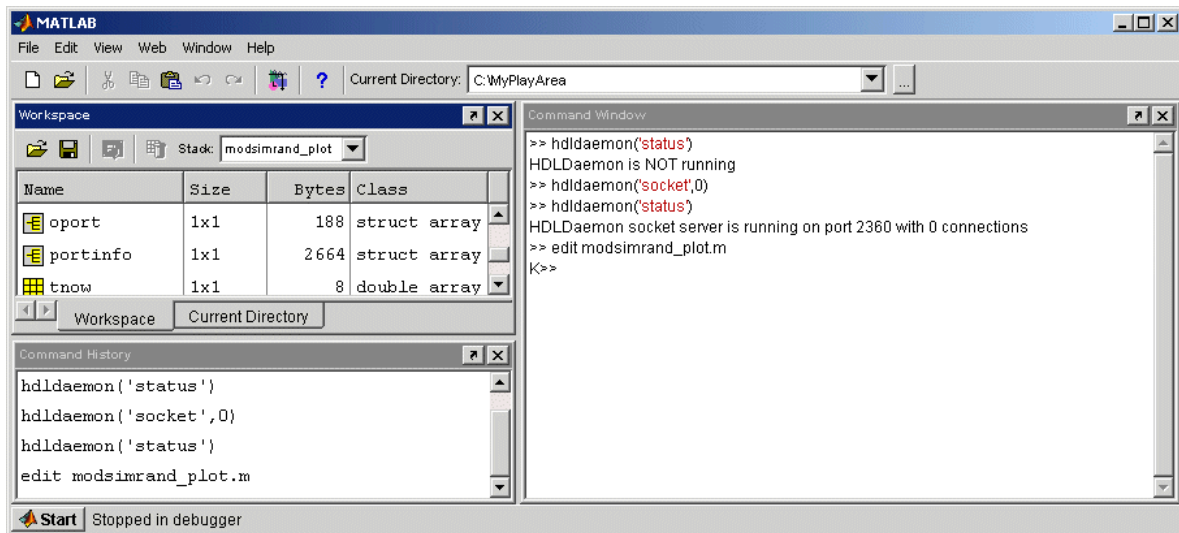 MATLAB
File Edit View Web Window Help
? Current Directory: C:\MyPlayArea ...
Workspace
Stack: modsimrand_plot
Name Size Bytes Class
oport 1x1 188 struct array
portinfo 1x1 2664 struct array
tnow 1x1 8 double array
Workspace Current Directory
Command History
hdldaemon('status')
hdldaemon('socket',0)
hdldaemon('status')
edit modsimrand_plot.m
Command Window
>> hdldaemon('status')
HDLDaemon is NOT running
>> hdldaemon('socket',0)
>> hdldaemon('status')
HDLDaemon socket server is running on port 2360 with 0 connections
>> edit modsimrand_plot.m
K>>
Start Stopped in debugger